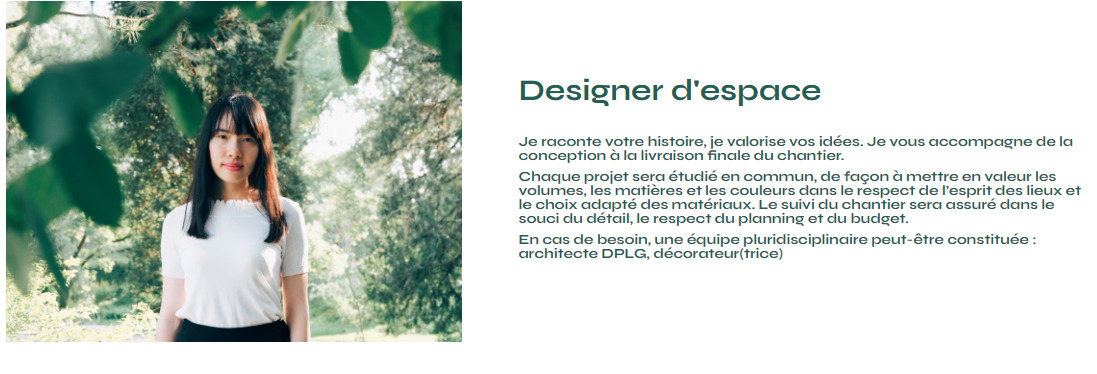 Designer d'espace
Je raconte votre histoire, je valorise vos idées. Je vous accompagne de la
conception à la livraison finale du chantier.
Chaque projet sera étudié en commun, de façon à mettre en valeur les
volumes, les matières et les couleurs dans le respect de l’esprit des lieux et
le choix adapté des matériaux. Le suivi du chantier sera assuré dans le
souci du détail, le respect du planning et du budget.
En cas de besoin, une équipe pluridisciplinaire peut-être constituée :
architecte DPLG, décorateur(trice)